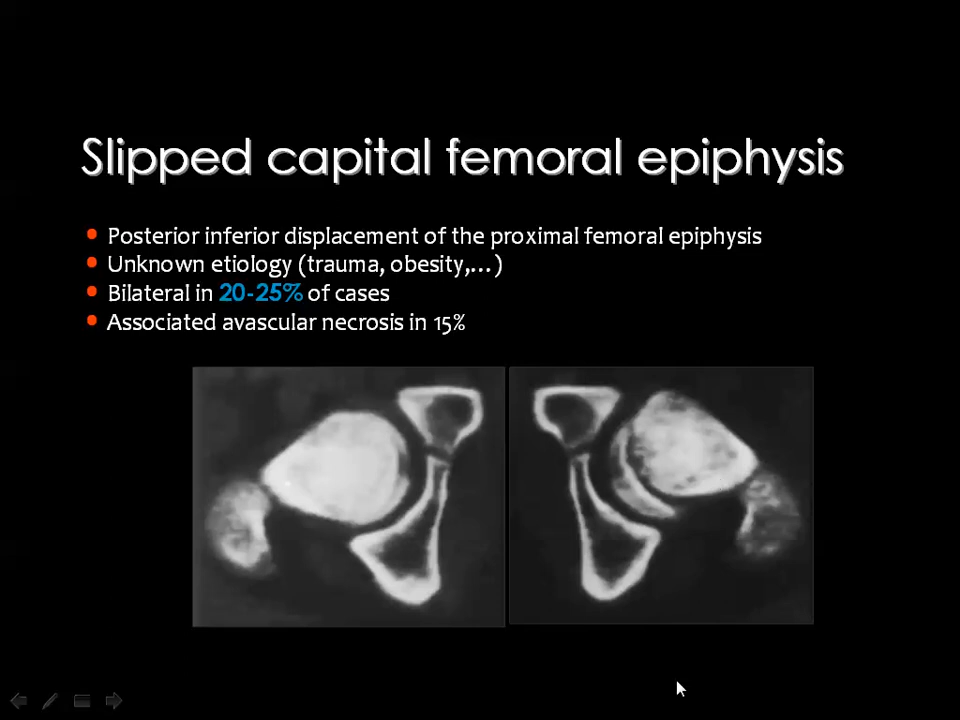 Slipped capital femoral epiphysis
• Posterior inferior displacement of the proximal femoral epiphysis
• Unknown etiology (trauma, obesity,...)
• Bilateral in 20-25% of cases
• Associated avascular necrosis in 15%